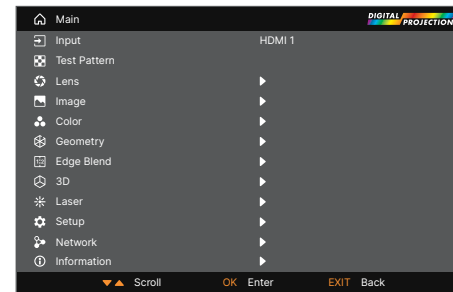 Main
DIGITAL
PROJECTION
Input HDMI 1
Test Pattern
Lens
Image
Color
Geometry
Edge Blend
3D
Laser
Setup
Network
Information
Scroll OK Enter EXIT Back